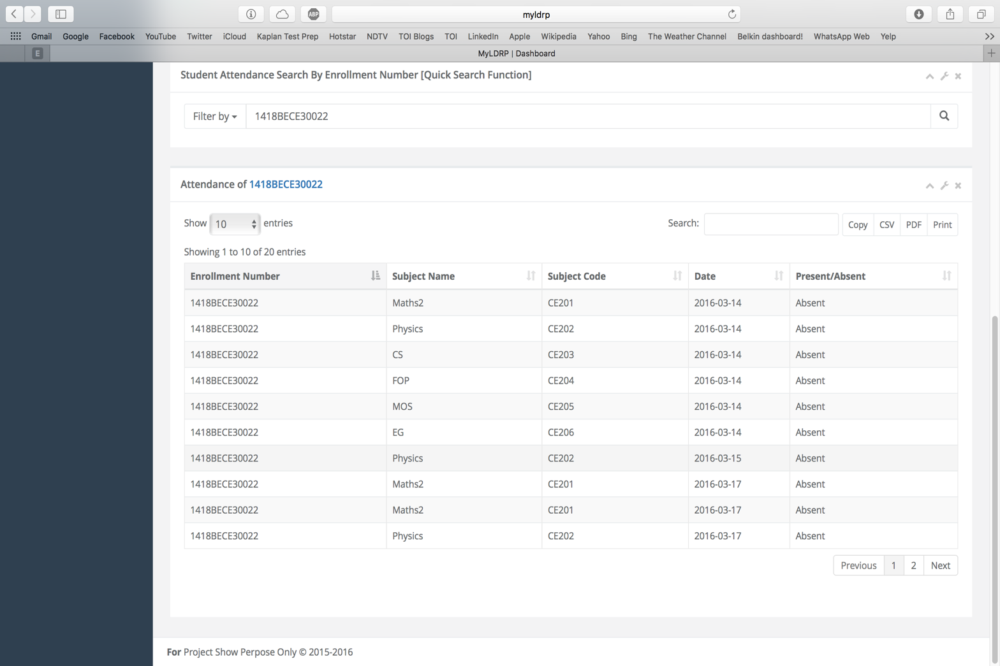 myldrp
ABP
Gmail Google Facebook YouTube Twitter iCloud Kaplan Test Prep Hotstar NDTV TOI Blogs TOI LinkedIn Apple Wikipedia Yahoo Bing The Weather Channel Belkin dashboard! WhatsApp Web Yelp
E
MyLDRP | Dashboard
Student Attendance Search By Enrollment Number [Quick Search Function]
Filter by 1418BECE30022
Attendance of 1418BECE30022
Show 10 entries Search: Copy CSV PDF Print
Showing 1 to 10 of 20 entries
Enrollment Number Subject Name Subject Code Date Present/Absent
1418BECE30022 Maths2 CE201 2016-03-14 Absent
1418BECE30022 Physics CE202 2016-03-14 Absent
1418BECE30022 CS CE203 2016-03-14 Absent
1418BECE30022 FOP CE204 2016-03-14 Absent
1418BECE30022 MOS CE205 2016-03-14 Absent
1418BECE30022 EG CE206 2016-03-14 Absent
1418BECE30022 Physics CE202 2016-03-15 Absent
1418BECE30022 Maths2 CE201 2016-03-17 Absent
1418BECE30022 Maths2 CE201 2016-03-17 Absent
1418BECE30022 Physics CE202 2016-03-17 Absent
Previous 1 2 Next
For Project Show Perpose Only © 2015-2016